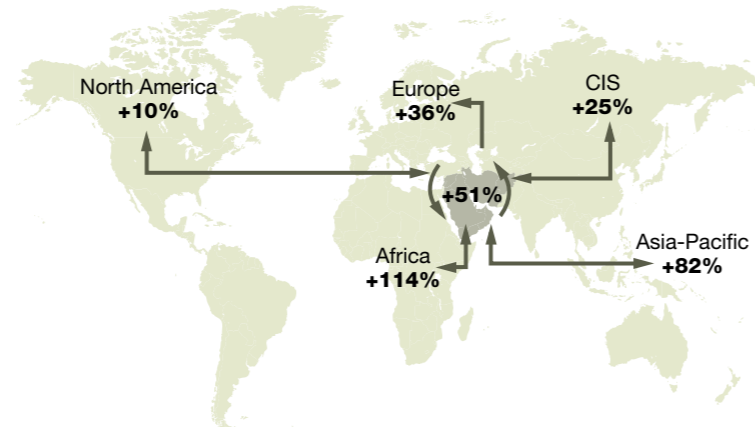 North America
+10%
Europe
+36%
CIS
+25%
+51%
Africa
+114%
Asia-Pacific
+82%